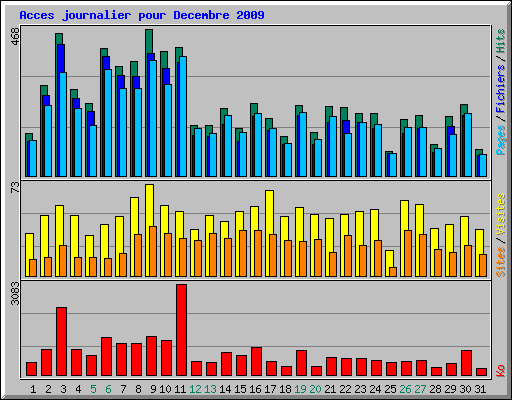 Acces journalier pour Decembre 2009
468
Pages / Fichiers / Hits
73
Sites / Visites
3083
Ko
1 2 3 4 5 6 7 8 9 10 11 12 13 14 15 16 17 18 19 20 21 22 23 24 25 26 27 28 29 30 31